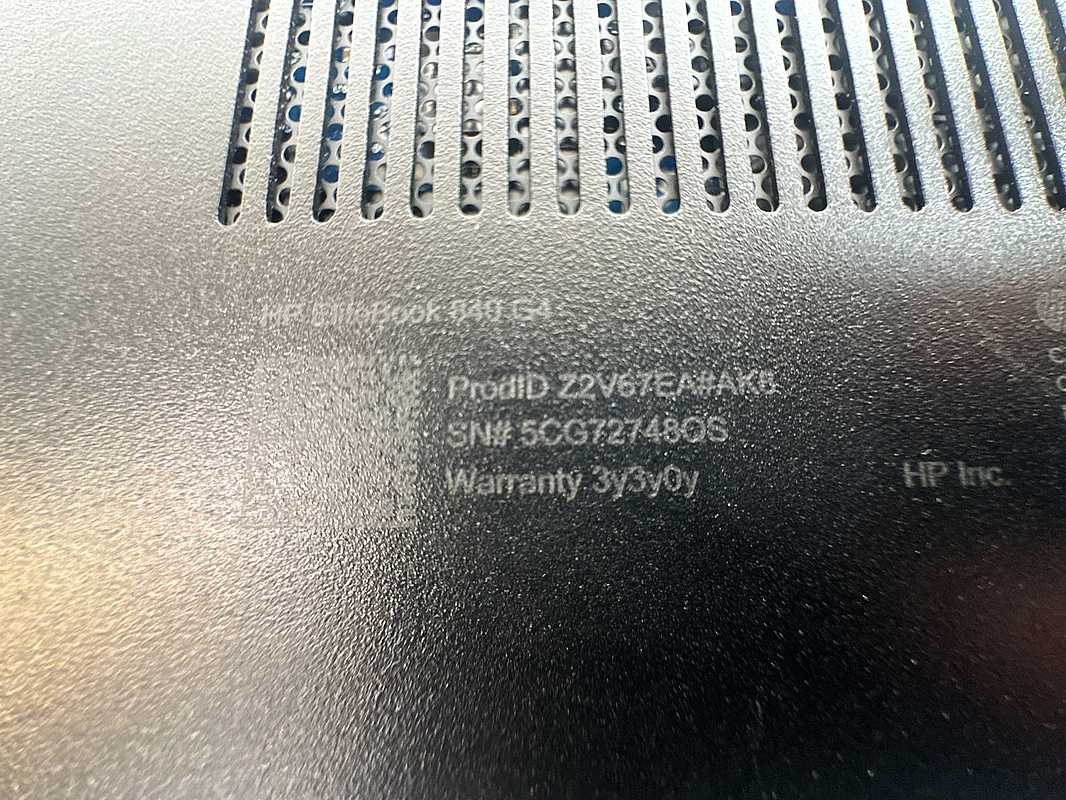 HP EliteBook 840 G4
ProdID Z2V67EA#AK8
SN# 5CG72748QS
Warranty 3y3y0y
HP Inc.